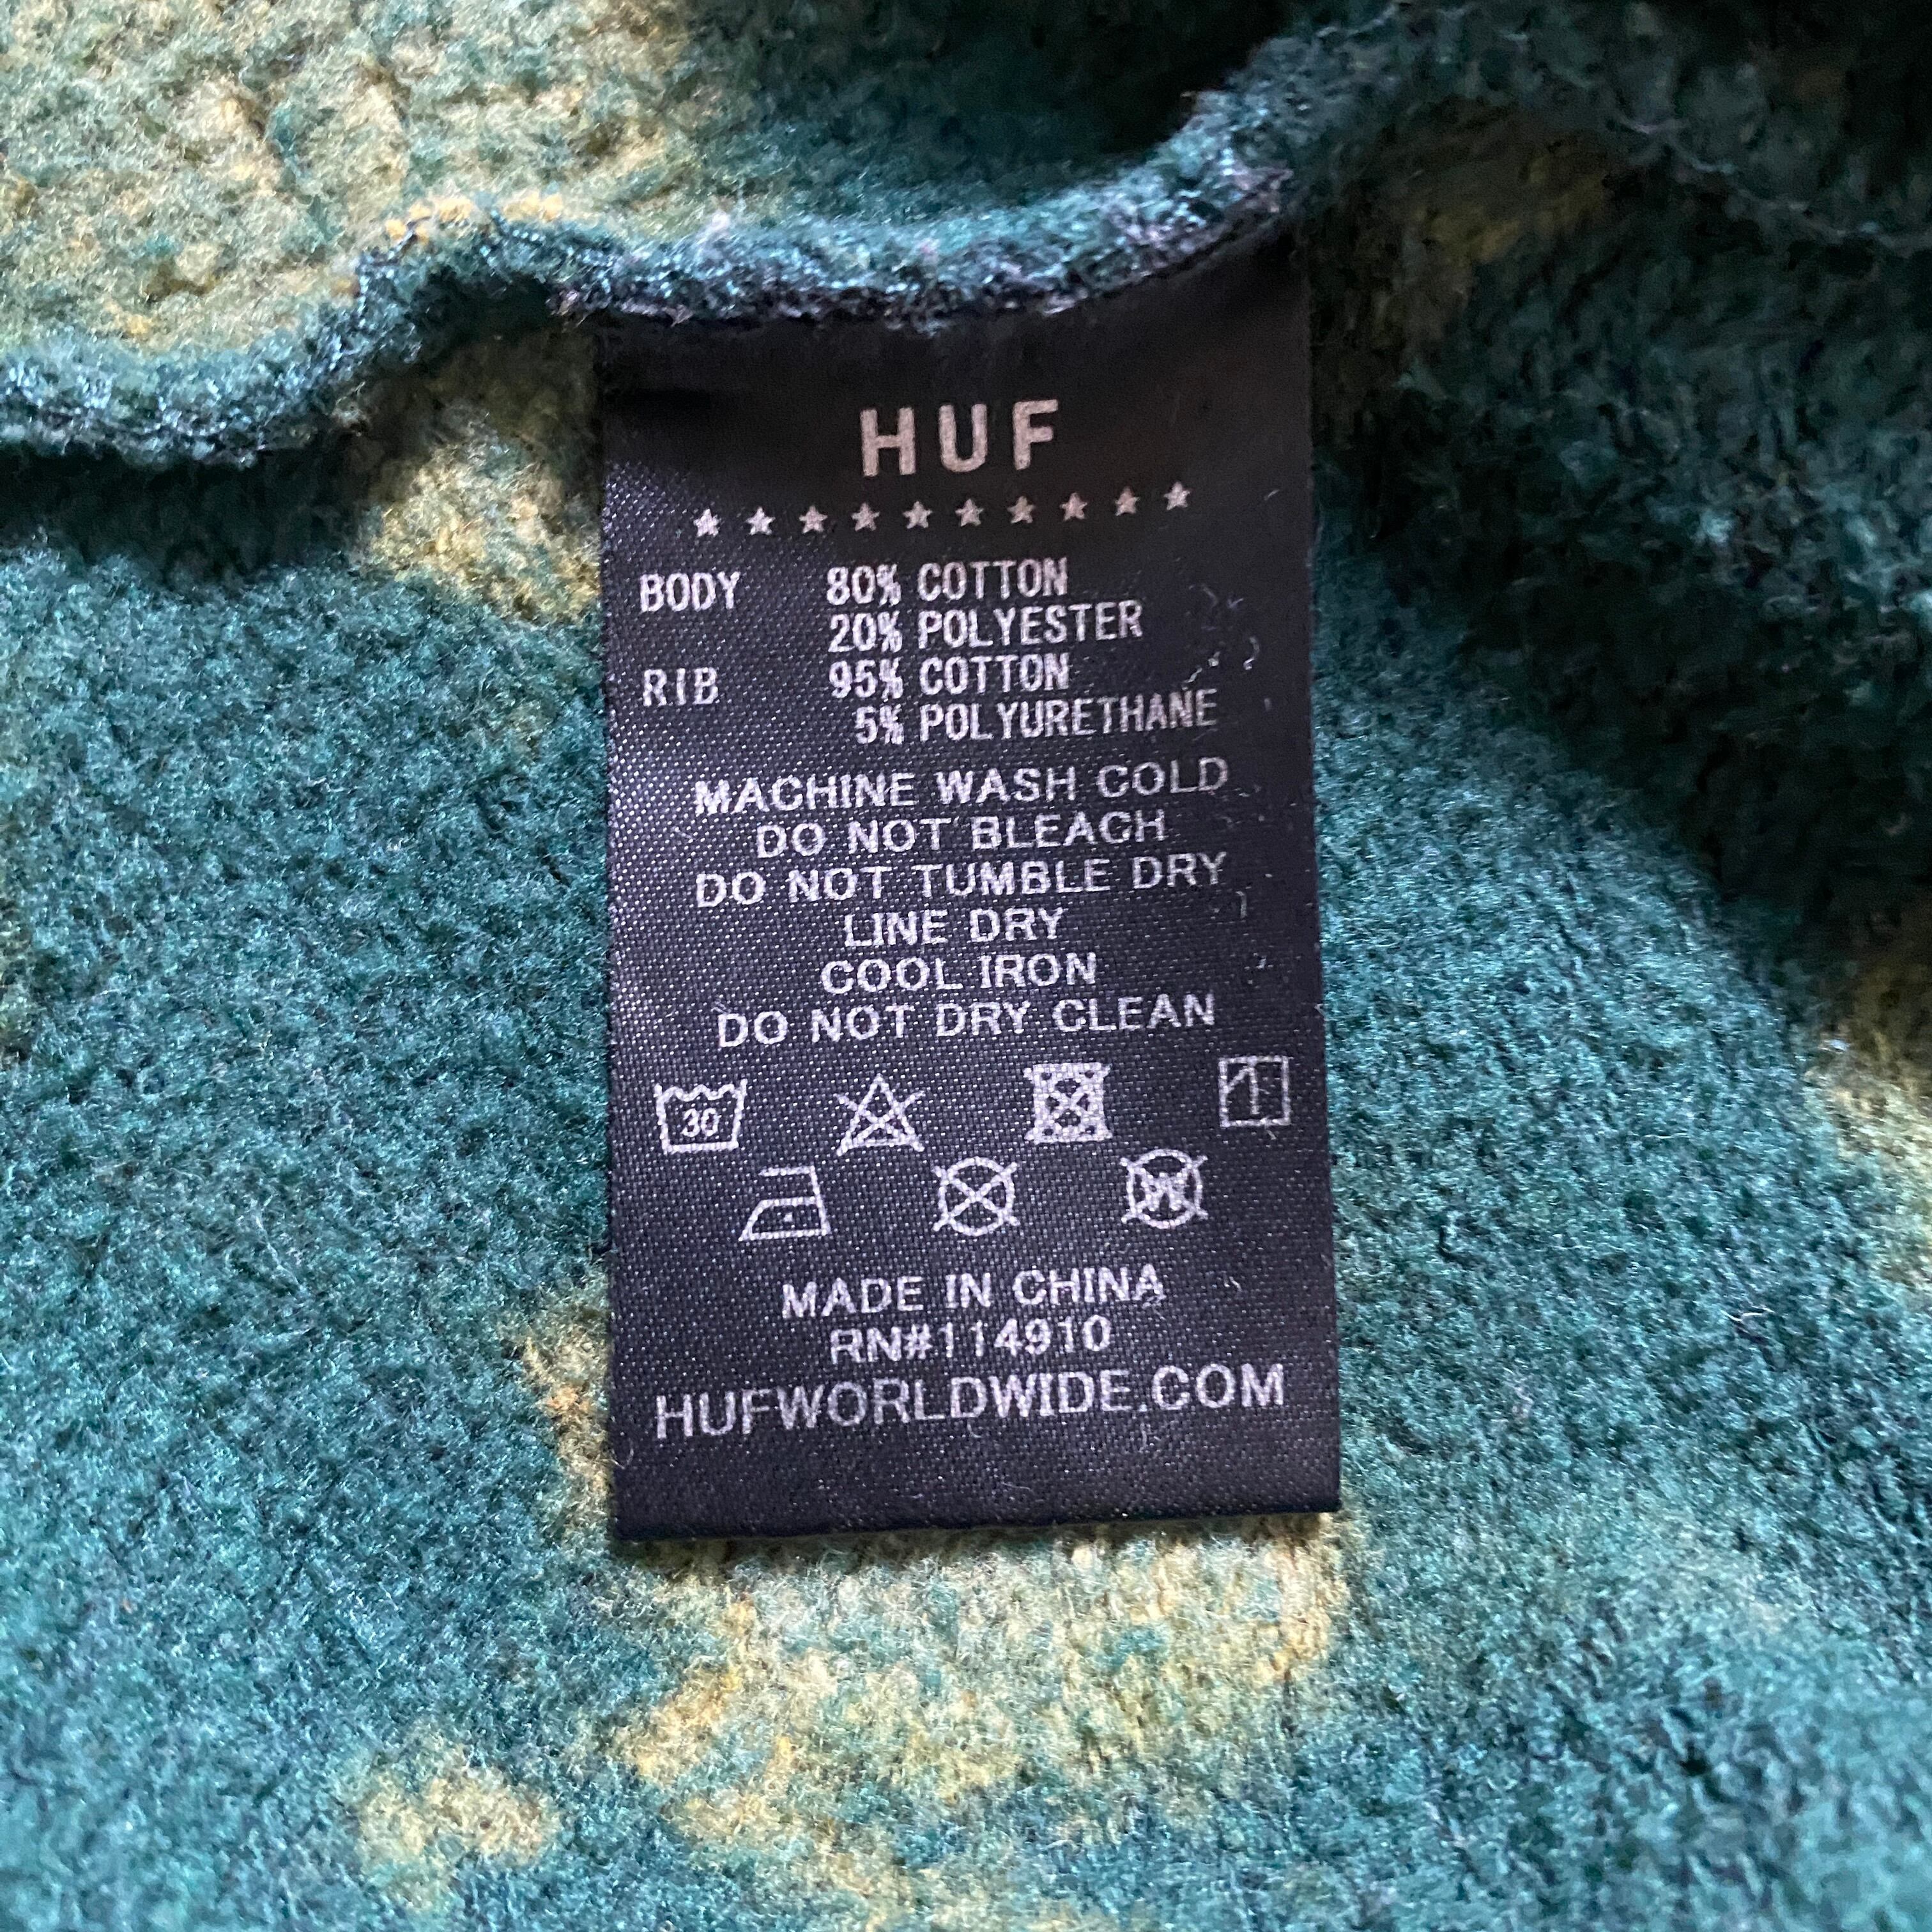 HUF
BODY 80% COTTON
20% POLYESTER
RIB 95% COTTON
5% POLYURETHANE
MACHINE WASH COLD
DO NOT BLEACH
DO NOT TUMBLE DRY
LINE DRY
COOL IRON
DO NOT DRY CLEAN
30
W
MADE IN CHINA
RN#114910
HUFWORLDWIDE.COM